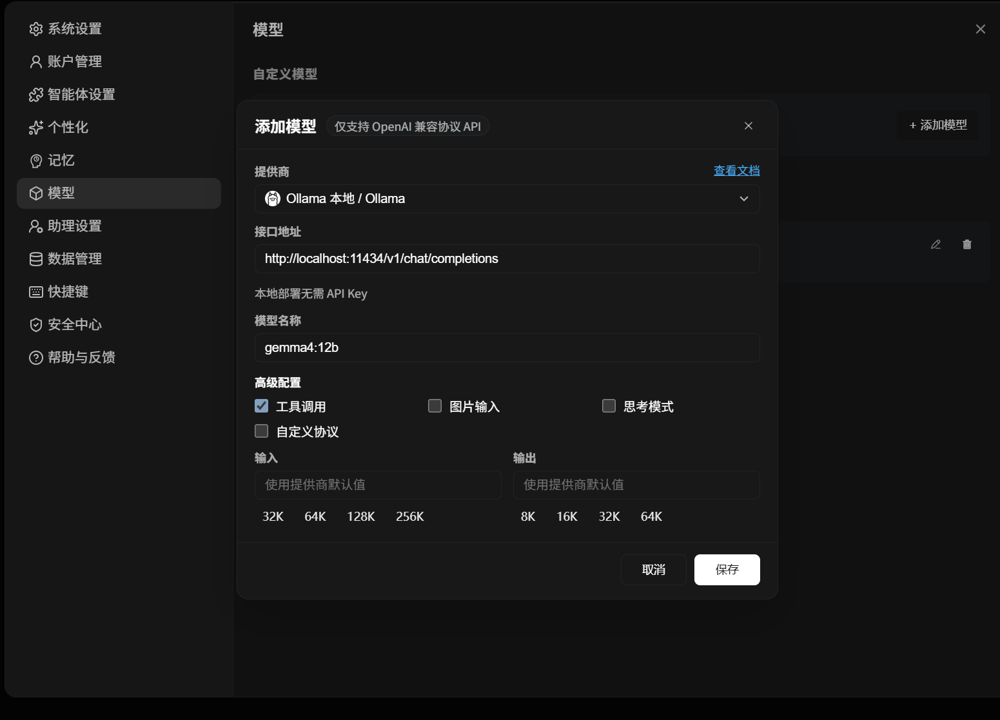 系统设置
账户管理
智能体设置
个性化
记忆
模型
助理设置
数据管理
快捷键
安全中心
帮助与反馈
模型
自定义模型
+ 添加模型
添加模型 仅支持 OpenAI 兼容协议 API
提供商 查看文档
Ollama 本地 / Ollama
接口地址
http://localhost:11434/v1/chat/completions
本地部署无需 API Key
模型名称
gemma4:12b
高级配置
工具调用 图片输入 思考模式
自定义协议
输入 输出
使用提供商默认值 使用提供商默认值
32K 64K 128K 256K 8K 16K 32K 64K
取消 保存